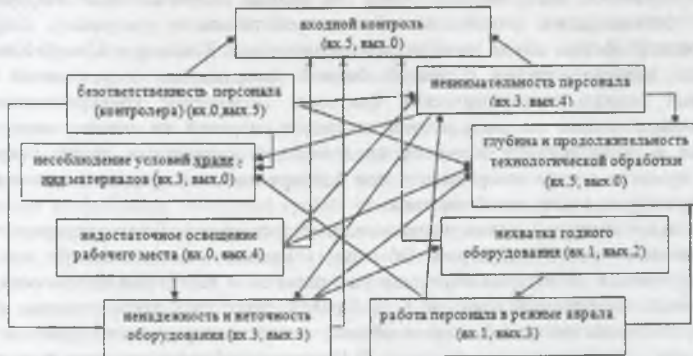 входной контроль
(вх.5, вых.0)
безответственность персонала
(контролера) (вх.0,вых.5)
невнимательность персонала
(вх.3, вых.4)
несоблюдение условий хране-
ния материалов (вх.3, вых.0)
глубина и продолжительность
технологической обработки
(вх.5, вых.0)
недостаточное освещение
рабочего места (вх.0, вых.4)
нехватка годного
оборудования (вх.1, вых.2)
ненадежность и неточность
оборудования (вх.3, вых.3)
работа персонала в режиме аврала
(вх.1, вых.3)